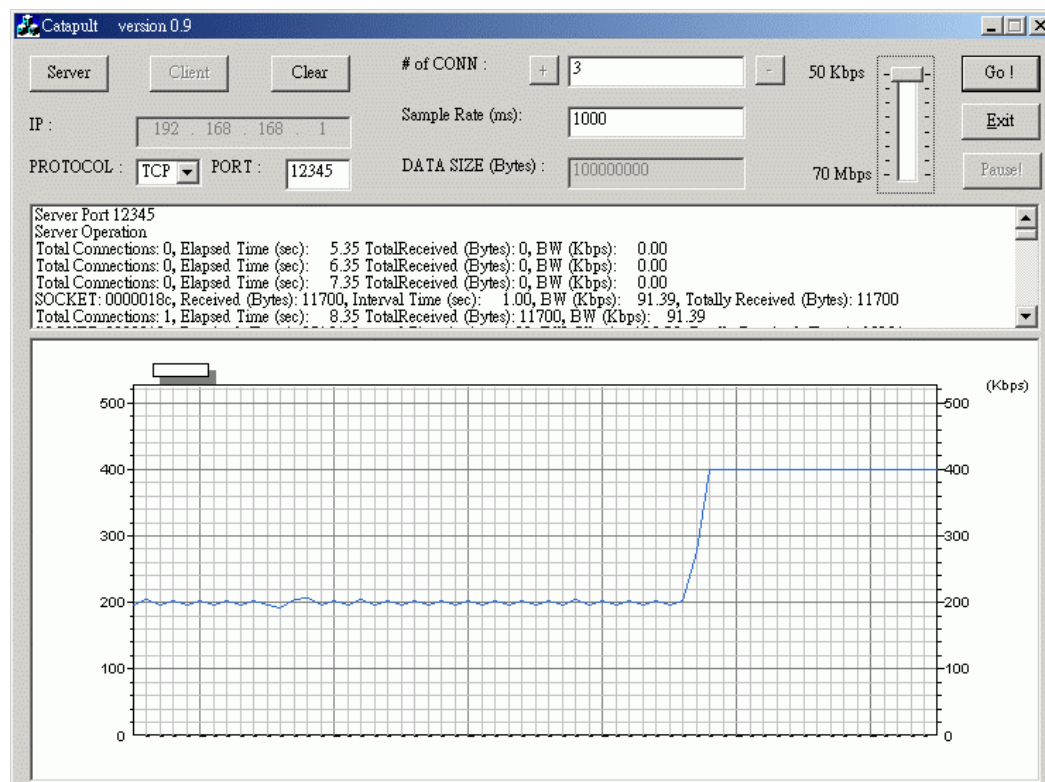 Catapult version 0.9
Server Client Clear # of CONN : + 3 - 50 Kbps Go !
IP : 192 . 168 . 168 . 1 Sample Rate (ms): 1000 Exit
PROTOCOL : TCP PORT : 12345 DATA SIZE (Bytes) : 100000000 70 Mbps Pause!
Server Port 12345
Server Operation
Total Connections: 0, Elapsed Time (sec): 5.35 TotalReceived (Bytes): 0, BW (Kbps): 0.00
Total Connections: 0, Elapsed Time (sec): 6.35 TotalReceived (Bytes): 0, BW (Kbps): 0.00
Total Connections: 0, Elapsed Time (sec): 7.35 TotalReceived (Bytes): 0, BW (Kbps): 0.00
SOCKET: 0000018c, Received (Bytes): 11700, Interval Time (sec): 1.00, BW (Kbps): 91.39, Totally Received (Bytes): 11700
Total Connections: 1, Elapsed Time (sec): 8.35 TotalReceived (Bytes): 11700, BW (Kbps): 91.39
(Kbps)
500 500
400 400
300 300
200 200
100 100
0 0